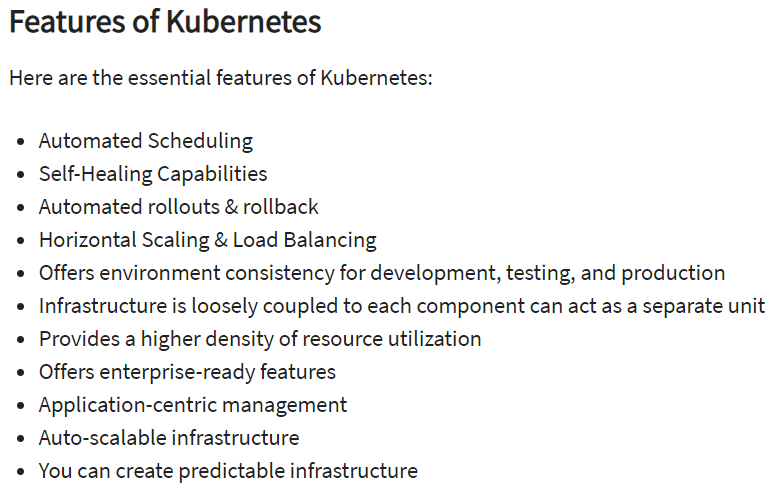 Features of Kubernetes
Here are the essential features of Kubernetes:
• Automated Scheduling
• Self-Healing Capabilities
• Automated rollouts & rollback
• Horizontal Scaling & Load Balancing
• Offers environment consistency for development, testing, and production
• Infrastructure is loosely coupled to each component can act as a separate unit
• Provides a higher density of resource utilization
• Offers enterprise-ready features
• Application-centric management
• Auto-scalable infrastructure
• You can create predictable infrastructure